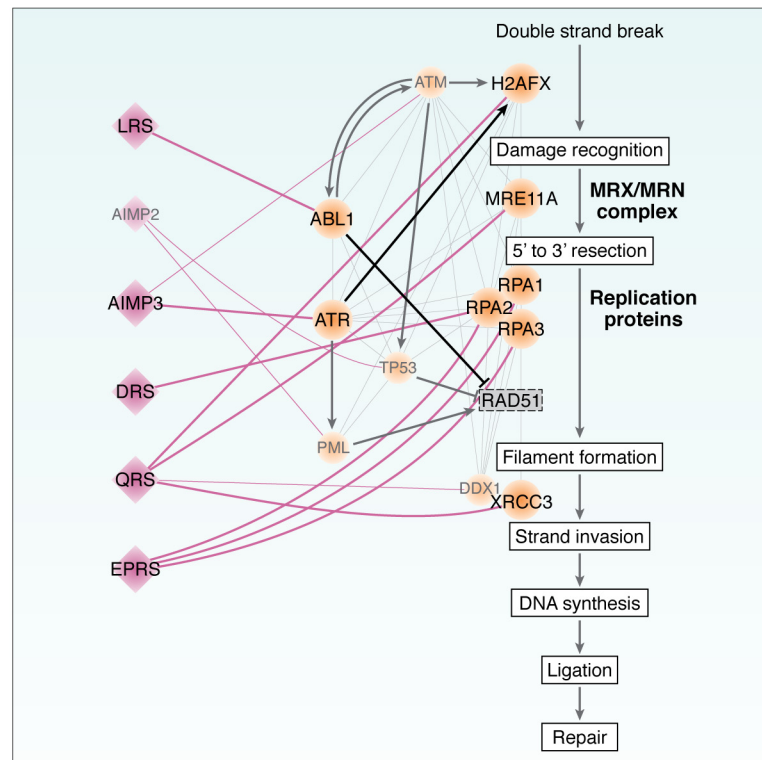 Double strand break
ATM
H2AFX
LRS
Damage recognition
MRE11A
MRX/MRN
complex
AIMP2
ABL1
5' to 3' resection
RPA1
AIMP3
RPA2
Replication
proteins
ATR
RPA3
TP53
DRS
RAD51
PML
Filament formation
QRS
DDX1
XRCC3
Strand invasion
EPRS
DNA synthesis
Ligation
Repair